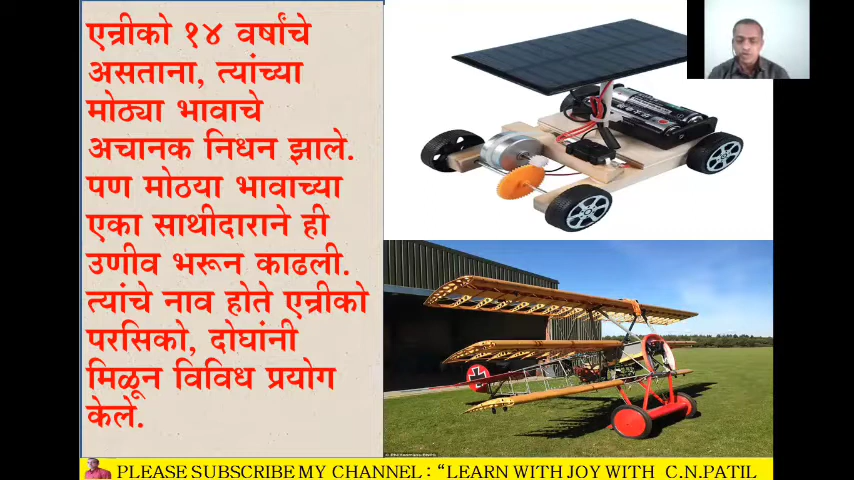 एन्रीको १४ वर्षांचे
असताना, त्यांच्या
मोठ्या भावाचे
अचानक निधन झाले.
पण मोठया भावाच्या
एका साथीदाराने ही
उणीव भरून काढली.
त्यांचे नाव होते एन्रीको
परसिको, दोघांनी
मिळून विविध प्रयोग
केले.
PLEASE SUBSCRIBE MY CHANNEL : “LEARN WITH JOY WITH C.N.PATIL